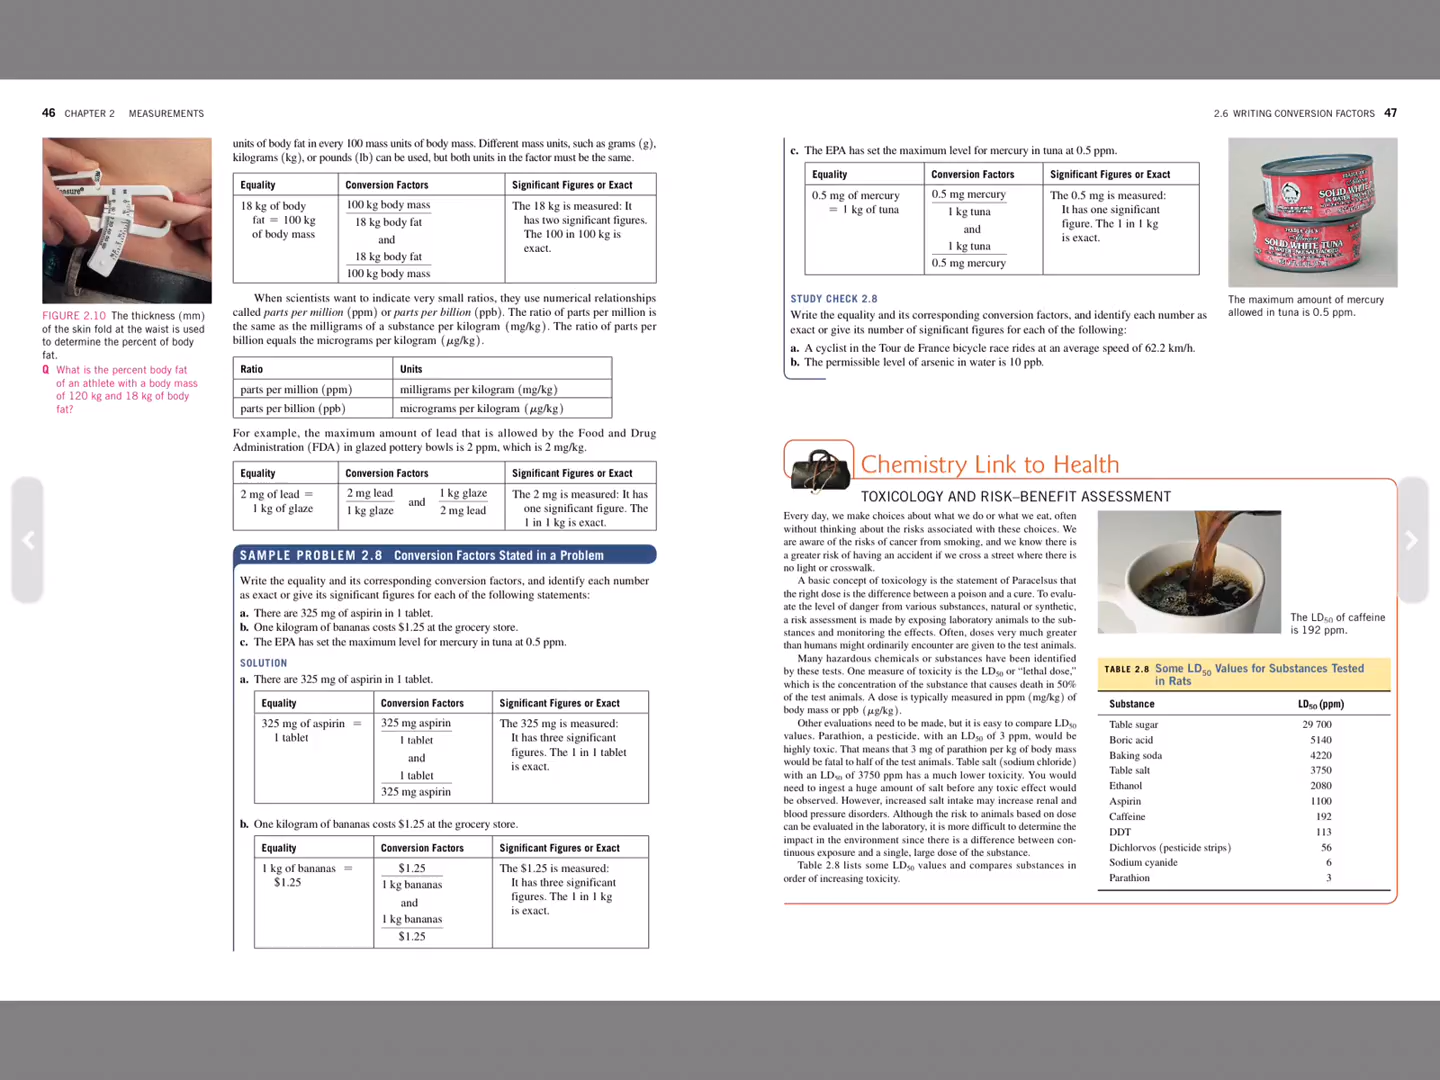 46 CHAPTER 2 MEASUREMENTS
FIGURE 2.10 The thickness (mm)
of the skin fold at the waist is used
to determine the percent of body
fat.
Q What is the percent body fat
of an athlete with a body mass
of 120 kg and 18 kg of body
fat?
units of body fat in every 100 mass units of body mass. Different mass units, such as grams (g),
kilograms (kg), or pounds (lb) can be used, but both units in the factor must be the same.
Equality Conversion Factors Significant Figures or Exact
18 kg of body 100 kg body mass The 18 kg is measured: It
fat = 100 kg 18 kg body fat has two significant figures.
of body mass and The 100 in 100 kg is
18 kg body fat exact.
100 kg body mass
When scientists want to indicate very small ratios, they use numerical relationships
called parts per million (ppm) or parts per billion (ppb). The ratio of parts per million is
the same as the milligrams of a substance per kilogram (mg/kg). The ratio of parts per
billion equals the micrograms per kilogram (μg/kg).
Ratio Units
parts per million (ppm) milligrams per kilogram (mg/kg)
parts per billion (ppb) micrograms per kilogram (μg/kg)
For example, the maximum amount of lead that is allowed by the Food and Drug
Administration (FDA) in glazed pottery bowls is 2 ppm, which is 2 mg/kg.
Equality Conversion Factors Significant Figures or Exact
2 mg of lead = 2 mg lead and 1 kg glaze The 2 mg is measured: It has
1 kg of glaze 1 kg glaze 2 mg lead one significant figure. The
1 in 1 kg is exact.
SAMPLE PROBLEM 2.8 Conversion Factors Stated in a Problem
Write the equality and its corresponding conversion factors, and identify each number
as exact or give its significant figures for each of the following statements:
a. There are 325 mg of aspirin in 1 tablet.
b. One kilogram of bananas costs $1.25 at the grocery store.
c. The EPA has set the maximum level for mercury in tuna at 0.5 ppm.
SOLUTION
a. There are 325 mg of aspirin in 1 tablet.
Equality Conversion Factors Significant Figures or Exact
325 mg of aspirin = 325 mg aspirin The 325 mg is measured:
1 tablet 1 tablet It has three significant
and figures. The 1 in 1 tablet
1 tablet is exact.
325 mg aspirin
b. One kilogram of bananas costs $1.25 at the grocery store.
Equality Conversion Factors Significant Figures or Exact
1 kg of bananas = $1.25 The $1.25 is measured:
$1.25 1 kg bananas It has three significant
and figures. The 1 in 1 kg
1 kg bananas is exact.
$1.25
2.6 WRITING CONVERSION FACTORS 47
c. The EPA has set the maximum level for mercury in tuna at 0.5 ppm.
Equality Conversion Factors Significant Figures or Exact
0.5 mg of mercury 0.5 mg mercury The 0.5 mg is measured:
= 1 kg of tuna 1 kg tuna It has one significant
and figure. The 1 in 1 kg
1 kg tuna is exact.
0.5 mg mercury
SOLID WHITE TUNA
The maximum amount of mercury
allowed in tuna is 0.5 ppm.
STUDY CHECK 2.8
Write the equality and its corresponding conversion factors, and identify each number as
exact or give its number of significant figures for each of the following:
a. A cyclist in the Tour de France bicycle race rides at an average speed of 62.2 km/h.
b. The permissible level of arsenic in water is 10 ppb.
Chemistry Link to Health
TOXICOLOGY AND RISK–BENEFIT ASSESSMENT
Every day, we make choices about what we do or what we eat, often
without thinking about the risks associated with these choices. We
are aware of the risks of cancer from smoking, and we know there is
a greater risk of having an accident if we cross a street where there is
no light or crosswalk.
A basic concept of toxicology is the statement of Paracelsus that
the right dose is the difference between a poison and a cure. To evalu-
ate the level of danger from various substances, natural or synthetic,
a risk assessment is made by exposing laboratory animals to the sub-
stances and monitoring the effects. Often, doses very much greater
than humans might ordinarily encounter are given to the test animals.
Many hazardous chemicals or substances have been identified
by these tests. One measure of toxicity is the LD50 or “lethal dose,”
which is the concentration of the substance that causes death in 50%
of the test animals. A dose is typically measured in ppm (mg/kg) of
body mass or ppb (μg/kg).
Other evaluations need to be made, but it is easy to compare LD50
values. Parathion, a pesticide, with an LD50 of 3 ppm, would be
highly toxic. That means that 3 mg of parathion per kg of body mass
would be fatal to half of the test animals. Table salt (sodium chloride)
with an LD50 of 3750 ppm has a much lower toxicity. You would
need to ingest a huge amount of salt before any toxic effect would
be observed. However, increased salt intake may increase renal and
blood pressure disorders. Although the risk to animals based on dose
can be evaluated in the laboratory, it is more difficult to determine the
impact in the environment since there is a difference between con-
tinuous exposure and a single, large dose of the substance.
Table 2.8 lists some LD50 values and compares substances in
order of increasing toxicity.
The LD50 of caffeine
is 192 ppm.
TABLE 2.8 Some LD50 Values for Substances Tested
in Rats
Substance LD50 (ppm)
Table sugar 29 700
Boric acid 5140
Baking soda 4220
Table salt 3750
Ethanol 2080
Aspirin 1100
Caffeine 192
DDT 113
Dichlorvos (pesticide strips) 56
Sodium cyanide 6
Parathion 3